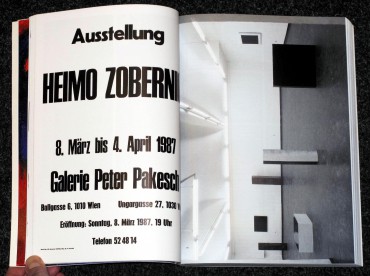 Ausstellung
HEIMO ZOBERNI
8. März bis 4. April 1987
Galerie Peter Pakesch
Ballgasse 6, 1010 Wien Ungargasse 27, 1030
Eröffnung: Sonntag, 8. März 1987, 19 Uhr
Telefon 52 48 14